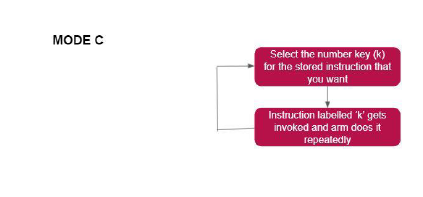 MODE C
Select the number key (k)
for the stored instruction that
you want
Instruction labelled 'k' gets
invoked and arm does it
repeatedly